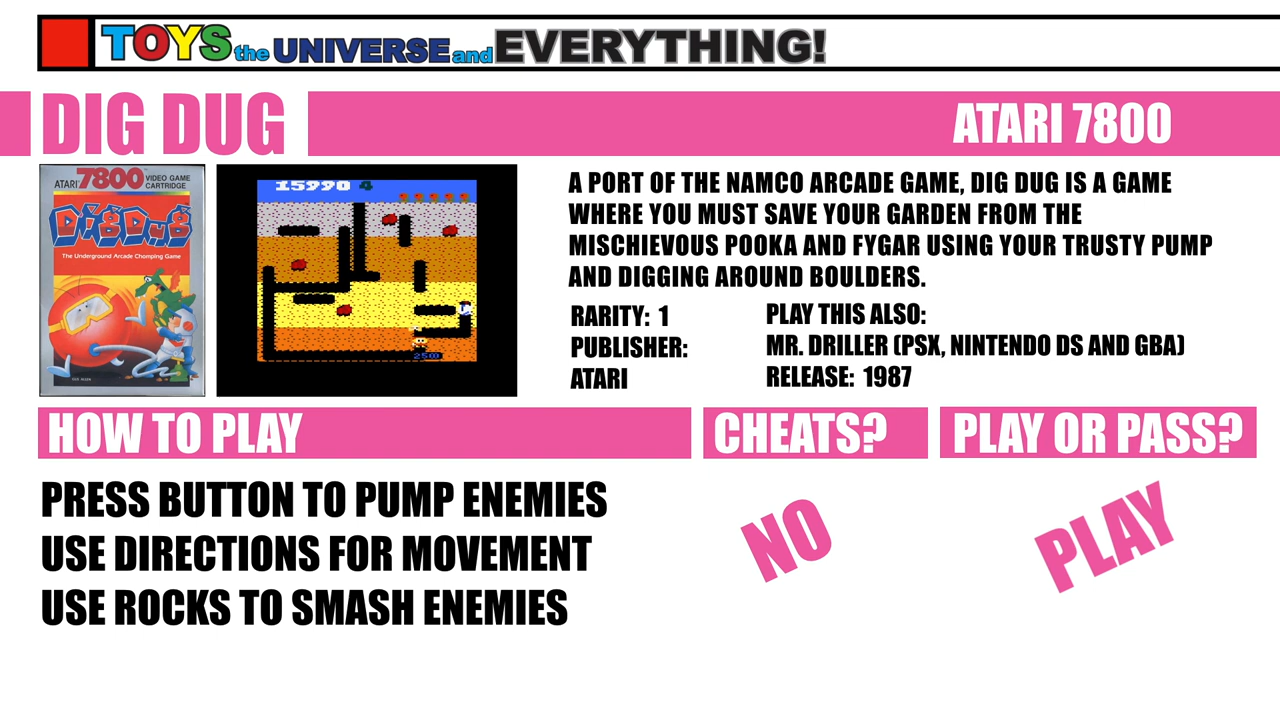 TOYS the UNIVERSE and EVERYTHING!
DIG DUG
ATARI 7800
ATARI 7800 VIDEO GAME CARTRIDGE
DIG DUG
The Underground Arcade Chomping Game
15990 4
2500
A PORT OF THE NAMCO ARCADE GAME, DIG DUG IS A GAME
WHERE YOU MUST SAVE YOUR GARDEN FROM THE
MISCHIEVOUS POOKA AND FYGAR USING YOUR TRUSTY PUMP
AND DIGGING AROUND BOULDERS.
RARITY: 1
PUBLISHER:
ATARI
PLAY THIS ALSO:
MR. DRILLER (PSX, NINTENDO DS AND GBA)
RELEASE: 1987
HOW TO PLAY
PRESS BUTTON TO PUMP ENEMIES
USE DIRECTIONS FOR MOVEMENT
USE ROCKS TO SMASH ENEMIES
CHEATS?
NO
PLAY OR PASS?
PLAY